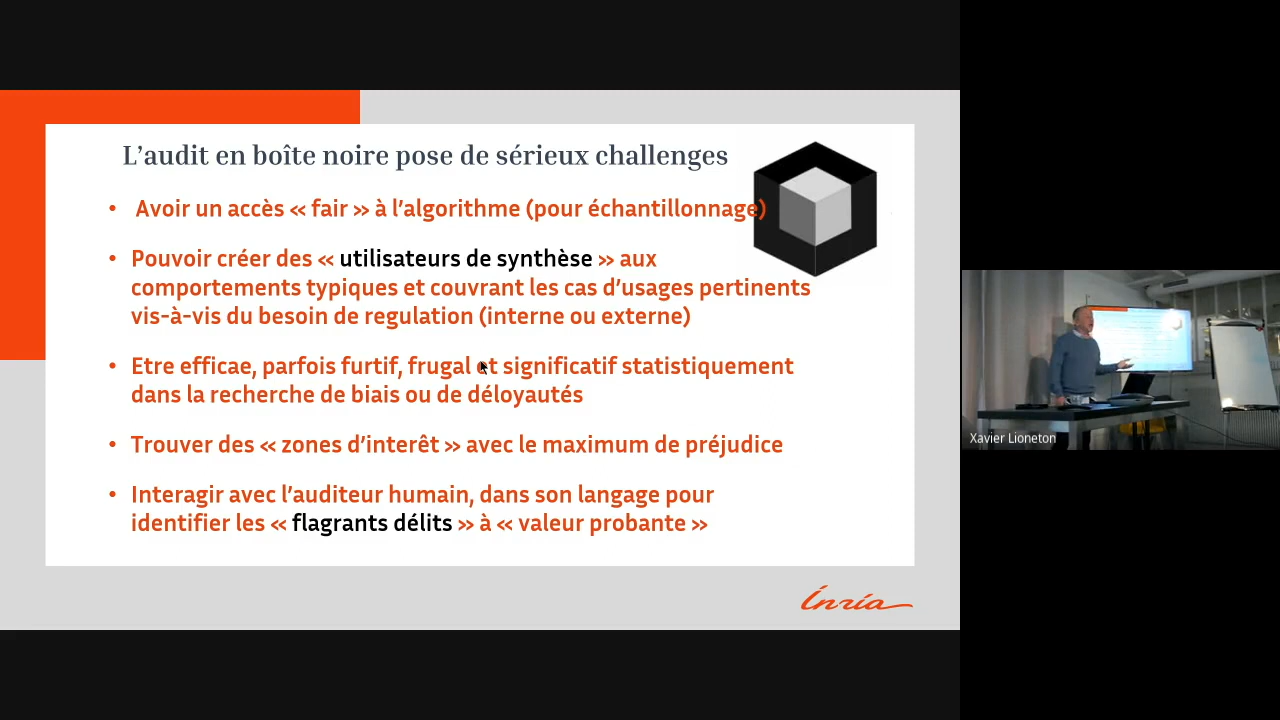 L'audit en boîte noire pose de sérieux challenges
• Avoir un accès « fair » à l'algorithme (pour échantillonnage)
• Pouvoir créer des « utilisateurs de synthèse » aux
comportements typiques et couvrant les cas d'usages pertinents
vis-à-vis du besoin de regulation (interne ou externe)
• Etre efficae, parfois furtif, frugal et significatif statistiquement
dans la recherche de biais ou de déloyautés
• Trouver des « zones d'interêt » avec le maximum de préjudice
• Interagir avec l'auditeur humain, dans son langage pour
identifier les « flagrants délits » à « valeur probante »
Inria
Xavier Lioneton